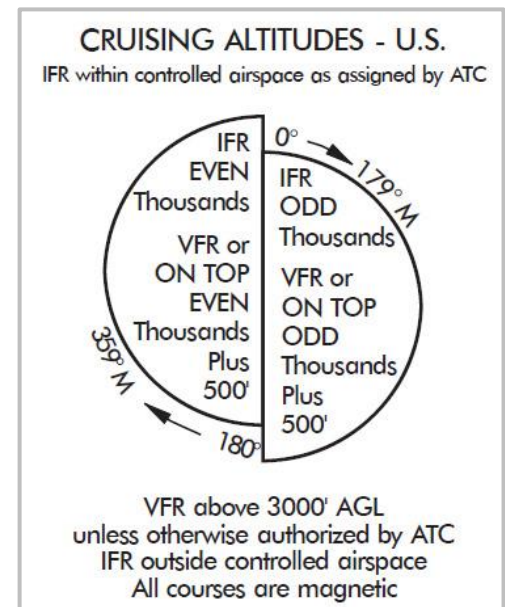 CRUISING ALTITUDES - U.S.
IFR within controlled airspace as assigned by ATC
IFR
EVEN
Thousands
VFR or
ON TOP
EVEN
Thousands
Plus
500'
0°
179° M
IFR
ODD
Thousands
VFR or
ON TOP
ODD
Thousands
Plus
500'
359° M
180°
VFR above 3000' AGL
unless otherwise authorized by ATC
IFR outside controlled airspace
All courses are magnetic